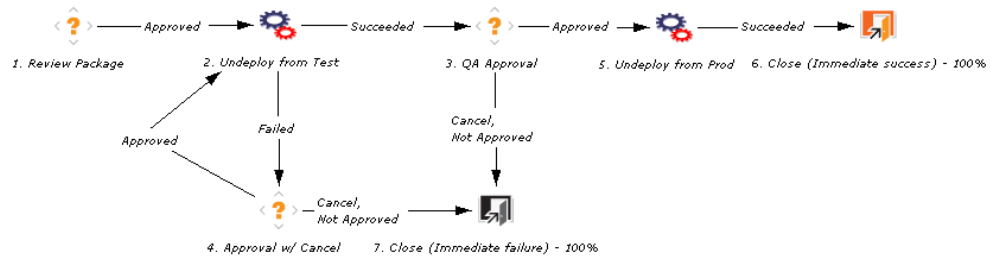 Approved
Succeeded
Approved
Succeeded
1. Review Package
2. Undeploy from Test
3. QA Approval
5. Undeploy from Prod
6. Close (Immediate success) - 100%
Approved
Failed
Cancel,
Not Approved
Cancel,
Not Approved
4. Approval w/ Cancel
7. Close (Immediate failure) - 100%